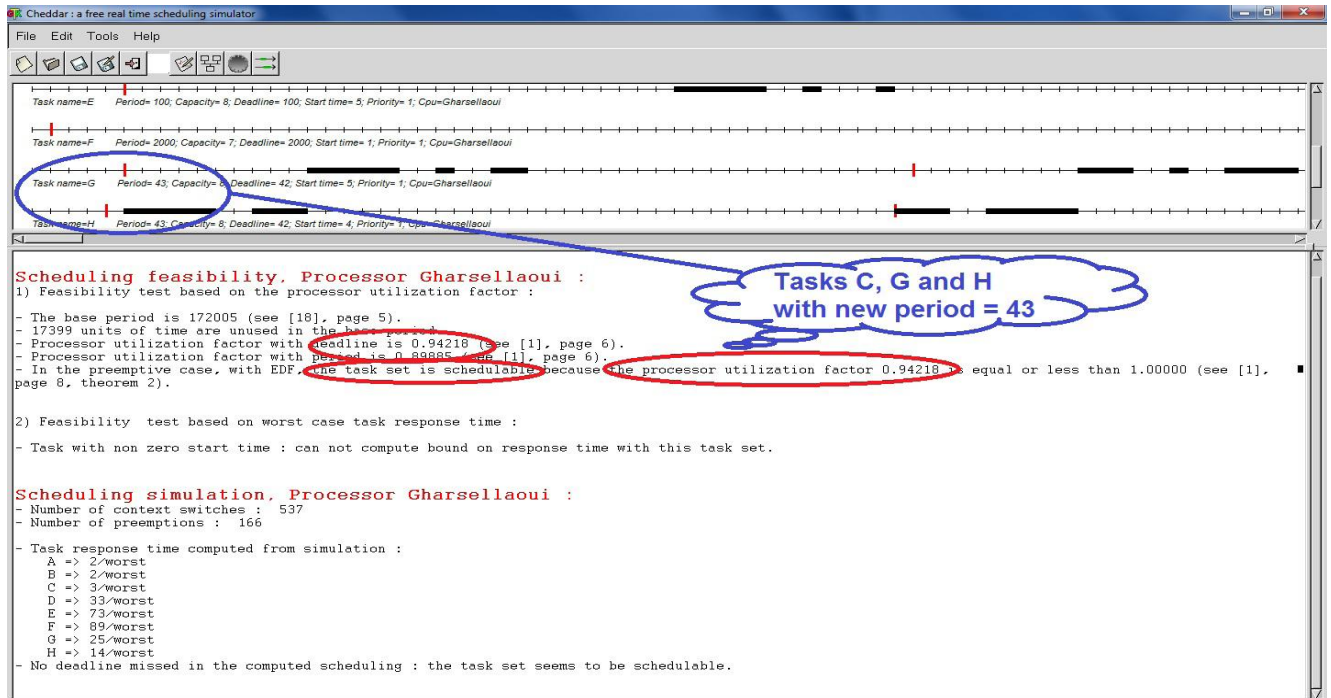 Cheddar : a free real time scheduling simulator
File Edit Tools Help
Task name=E Period= 100; Capacity= 8; Deadline= 100; Start time= 5; Priority= 1; Cpu=Gharsellaoui
Task name=F Period= 2000; Capacity= 7; Deadline= 2000; Start time= 1; Priority= 1; Cpu=Gharsellaoui
Task name=G Period= 43; Capacity= 8; Deadline= 42; Start time= 5; Priority= 1; Cpu=Gharsellaoui
Task name=H Period= 43; Capacity= 8; Deadline= 42; Start time= 4; Priority= 1; Cpu=Gharsellaoui
Tasks C, G and H
with new period = 43
Scheduling feasibility, Processor Gharsellaoui :
1) Feasibility test based on the processor utilization factor :
- The base period is 172005 (see [18], page 5).
- 17399 units of time are unused in the base period.
- Processor utilization factor with deadline is 0.94218 (see [1], page 6).
- Processor utilization factor with period is 0.89885 (see [1], page 6).
- In the preemptive case, with EDF, the task set is schedulable because the processor utilization factor 0.94218 is equal or less than 1.00000 (see [1],
page 8, theorem 2).
2) Feasibility test based on worst case task response time :
- Task with non zero start time : can not compute bound on response time with this task set.
Scheduling simulation, Processor Gharsellaoui :
- Number of context switches : 537
- Number of preemptions : 166
- Task response time computed from simulation :
A => 2/worst
B => 2/worst
C => 3/worst
D => 33/worst
E => 73/worst
F => 89/worst
G => 25/worst
H => 14/worst
- No deadline missed in the computed scheduling : the task set seems to be schedulable.